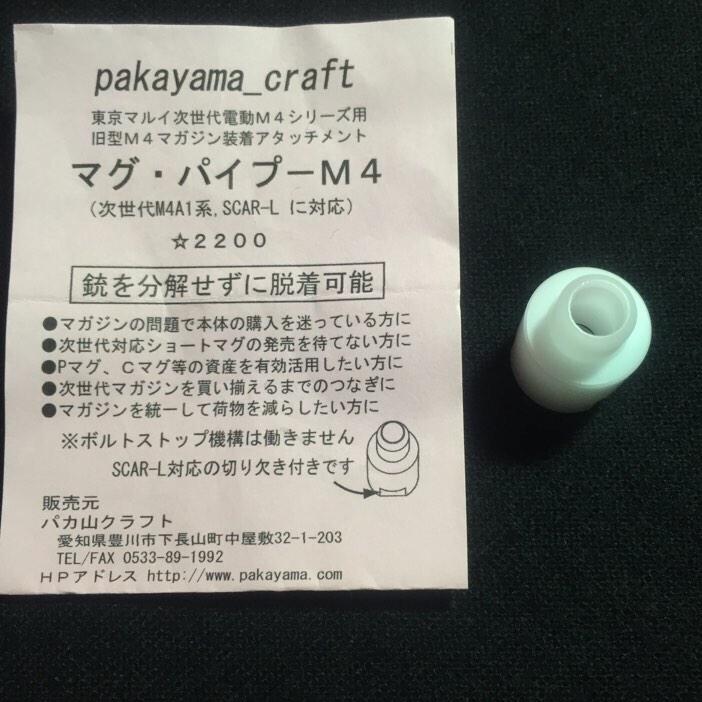 pakayama_craft
東京マルイ次世代電動M４シリーズ用
旧型M４マガジン装着アタッチメント
マグ・パイプーM４
（次世代M4A1系,SCAR-L に対応）
☆２２００
銃を分解せずに脱着可能
●マガジンの問題で本体の購入を迷っている方に
●次世代対応ショートマグの発売を待てない方に
●Pマグ、Cマグ等の資産を有効活用したい方に
●次世代マガジンを買い揃えるまでのつなぎに
●マガジンを統一して荷物を減らしたい方に
※ボルトストップ機構は働きません
SCAR-L対応の切り欠き付きです
販売元
パカ山クラフト
愛知県豊川市下長山町中屋敷32-1-203
TEL/FAX 0533-89-1992
ＨＰアドレス http://www.pakayama.com